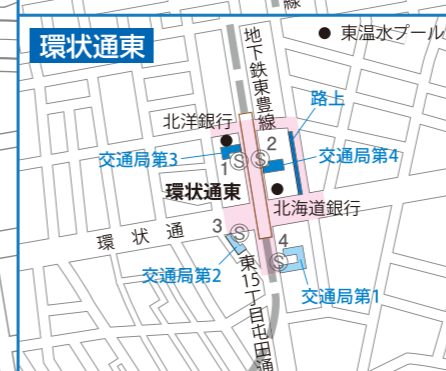 線
環状通東
東温水プール
地下鉄東豊線
路上
北洋銀行
2
交通局第3
1
交通局第4
環状通東
北海道銀行
3
環状通
4
交通局第2
交通局第1
東15丁目屯田通